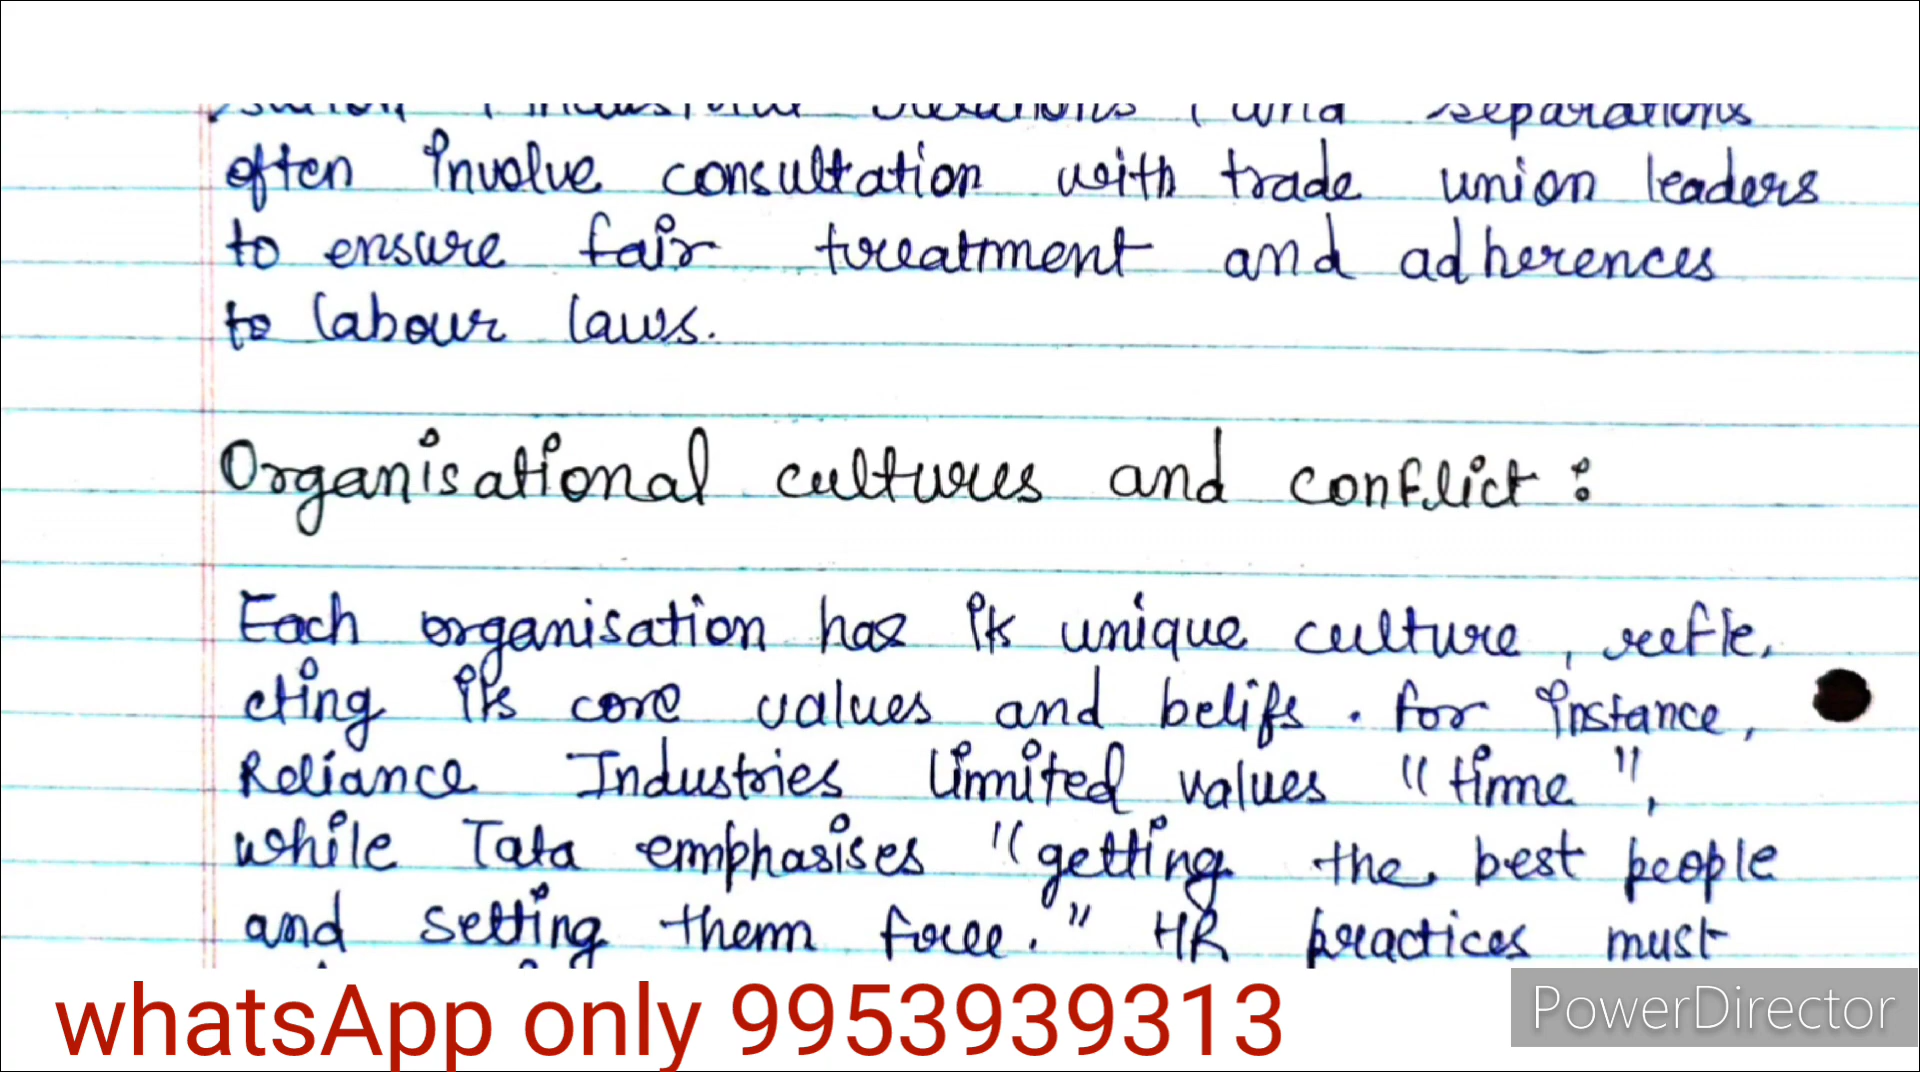 and separations
often involve consultation with trade union leaders
to ensure fair treatment and adherences
to labour laws.
Organisational cultures and conflict :
Each organisation has its unique culture , refle,
cting its core values and belifs . for instance,
Reliance Industries Limited values "time",
while Tata emphasises "getting the best people
and setting them free." HR practices must
whatsApp only 9953939313
PowerDirector